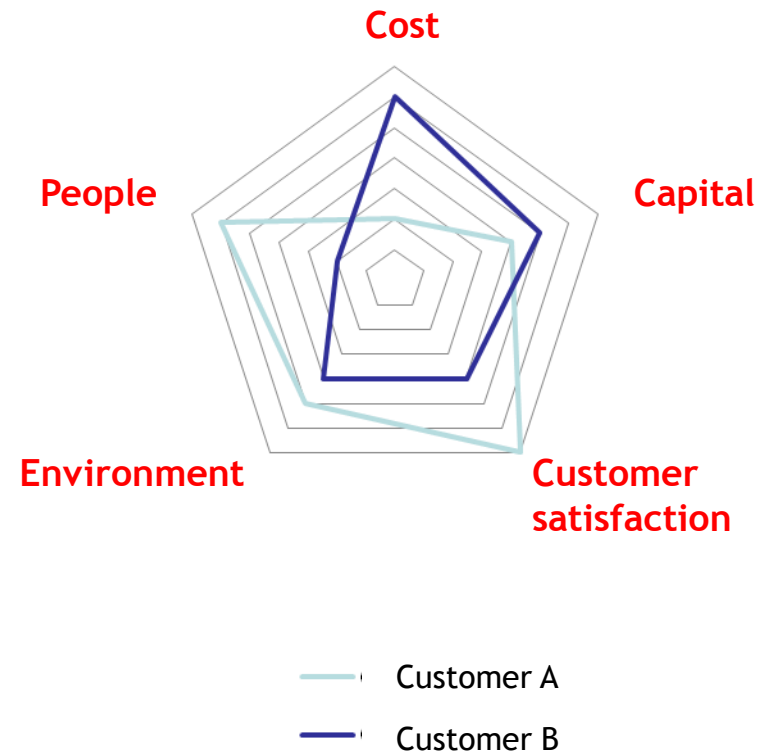 Cost
People
Capital
Environment
Customer
satisfaction
Customer A
Customer B